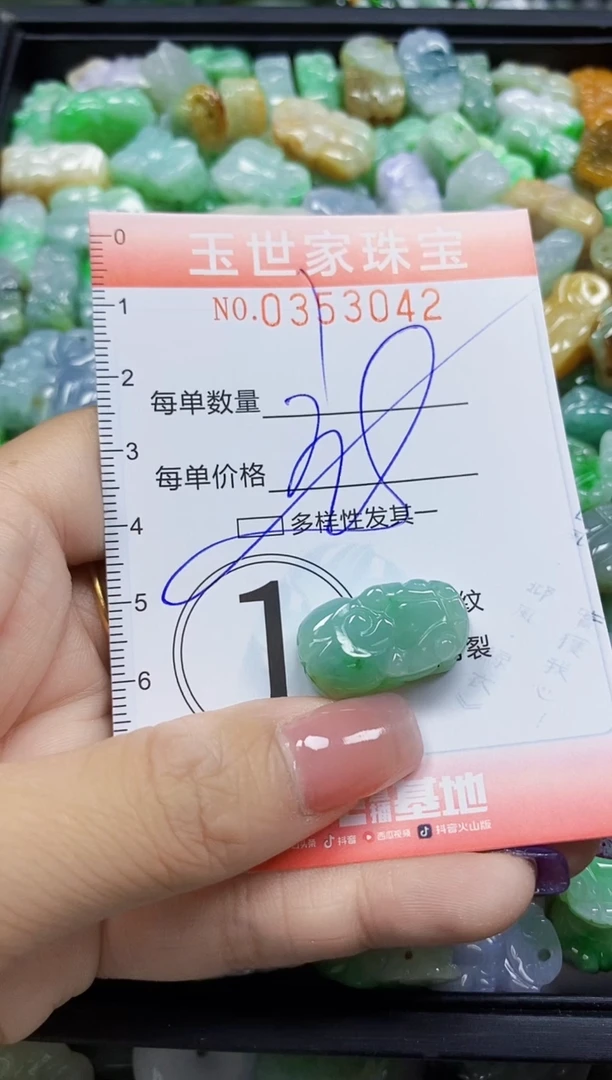 0
玉世家珠宝
1
NO.0353042
2
每单数量
3
每单价格
4
多样性发其一
5
1
纹
裂
6
播基地
抖音 西瓜视频 抖音火山版